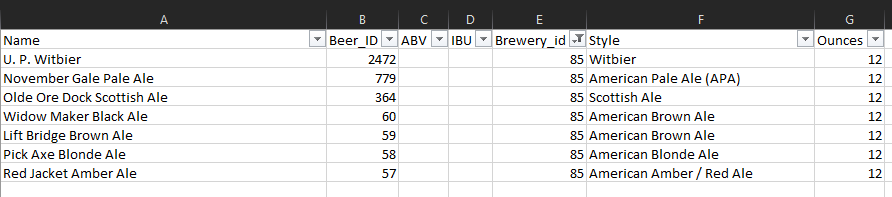 A B C D E F G
Name Beer_ID ABV IBU Brewery_id Style Ounces
U. P. Witbier 2472 85 Witbier 12
November Gale Pale Ale 779 85 American Pale Ale (APA) 12
Olde Ore Dock Scottish Ale 364 85 Scottish Ale 12
Widow Maker Black Ale 60 85 American Brown Ale 12
Lift Bridge Brown Ale 59 85 American Brown Ale 12
Pick Axe Blonde Ale 58 85 American Blonde Ale 12
Red Jacket Amber Ale 57 85 American Amber / Red Ale 12